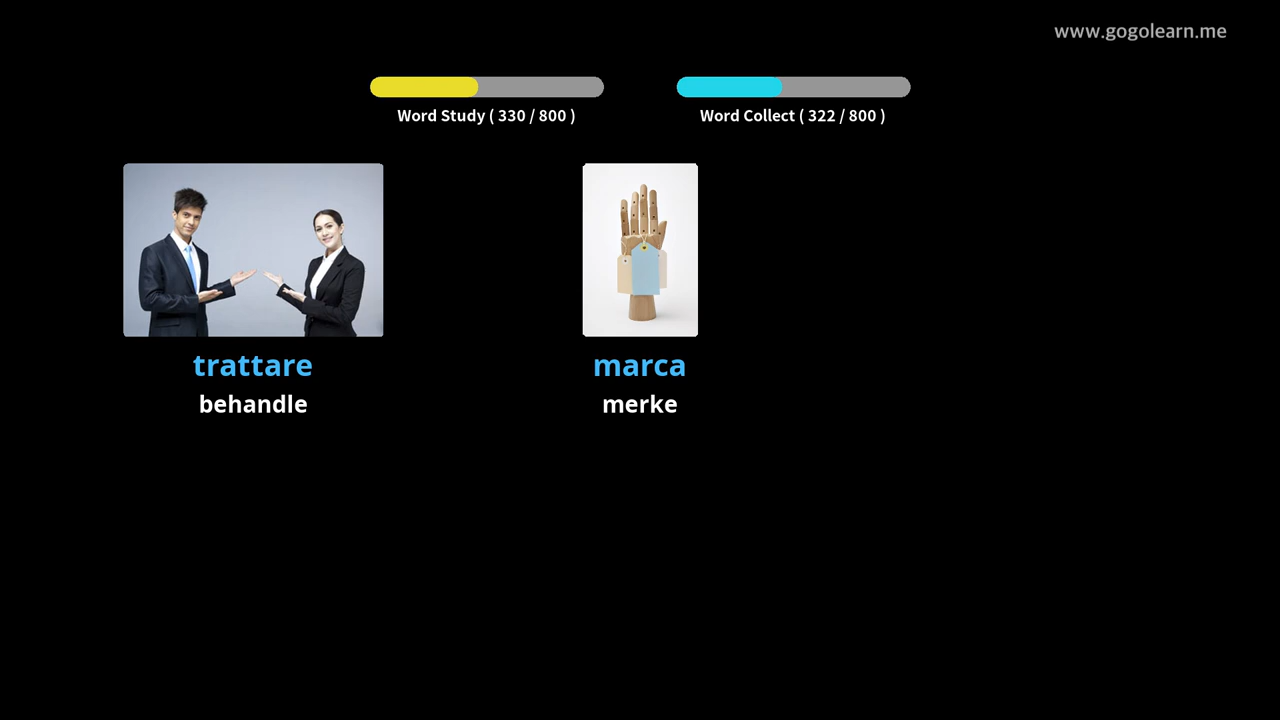 www.gogolearn.me
Word Study ( 330 / 800 )
Word Collect ( 322 / 800 )
trattare
behandle
marca
merke